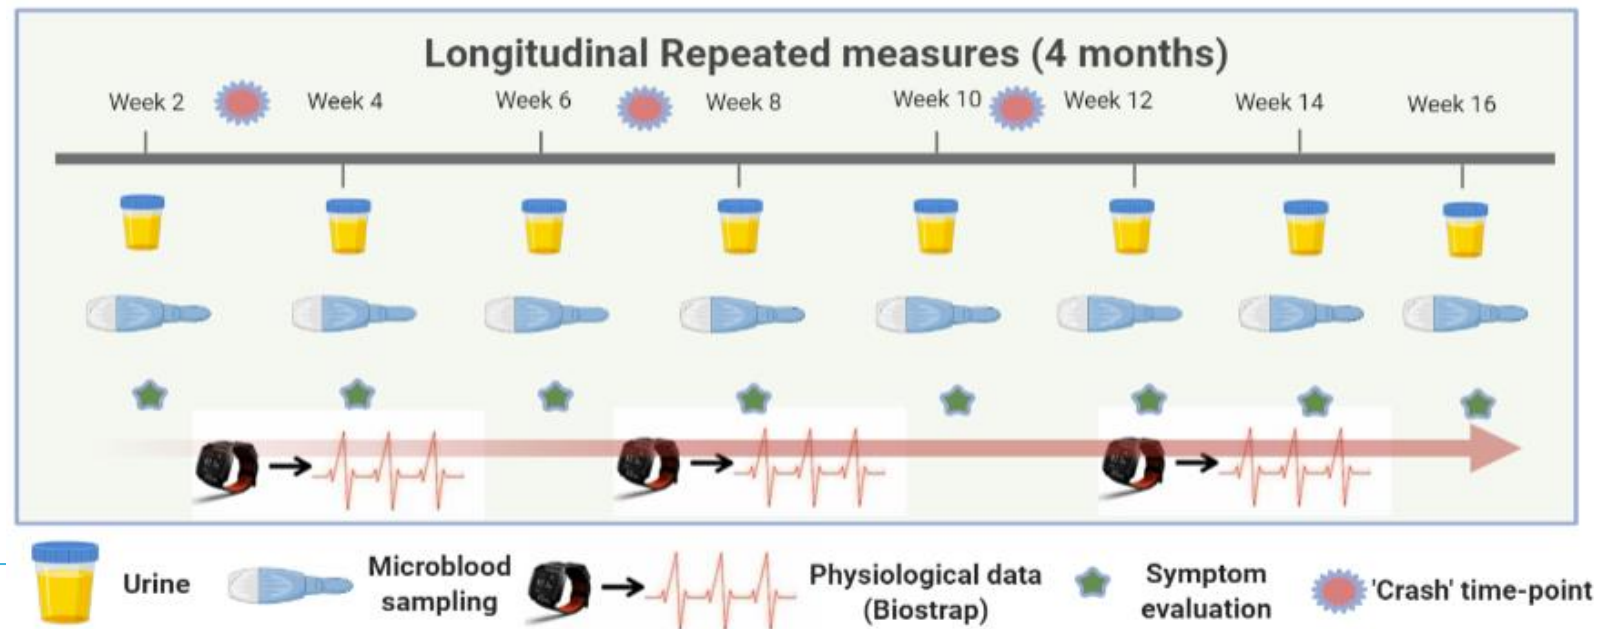 Longitudinal Repeated measures (4 months)
Week 2
Week 4
Week 6
Week 8
Week 10
Week 12
Week 14
Week 16
Urine
Microblood
sampling
Physiological data
(Biostrap)
Symptom
evaluation
'Crash' time-point